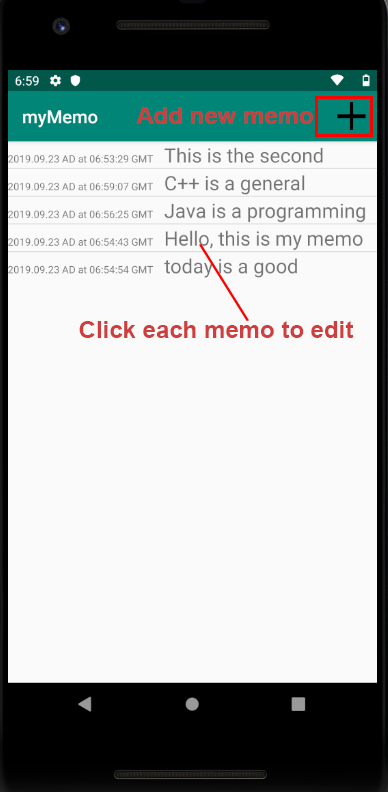 6:59
myMemo Add new memo
2019.09.23 AD at 06:53:29 GMT This is the second
2019.09.23 AD at 06:59:07 GMT C++ is a general
2019.09.23 AD at 06:56:25 GMT Java is a programming
2019.09.23 AD at 06:54:43 GMT Hello, this is my memo
2019.09.23 AD at 06:54:54 GMT today is a good
Click each memo to edit